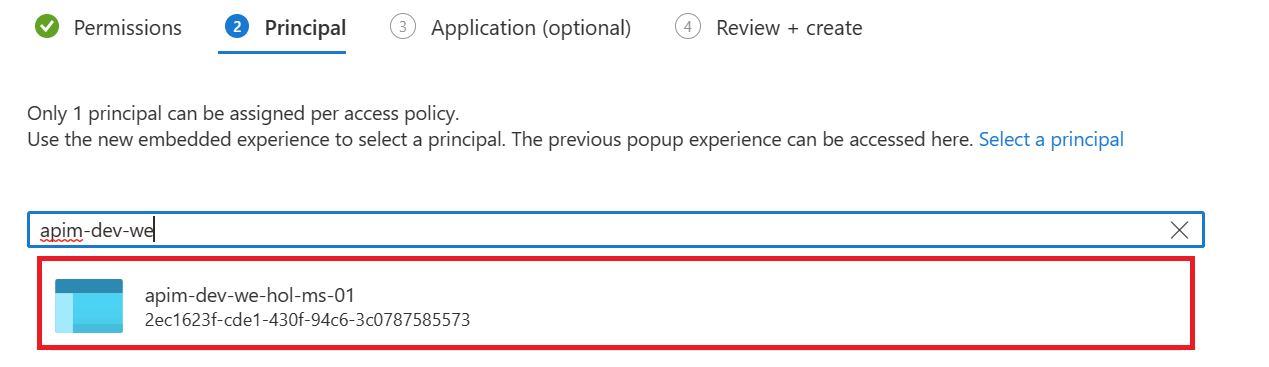 Permissions
2 Principal
3 Application (optional)
4 Review + create
Only 1 principal can be assigned per access policy.
Use the new embedded experience to select a principal. The previous popup experience can be accessed here. Select a principal
apim-dev-we
apim-dev-we-hol-ms-01
2ec1623f-cde1-430f-94c6-3c0787585573